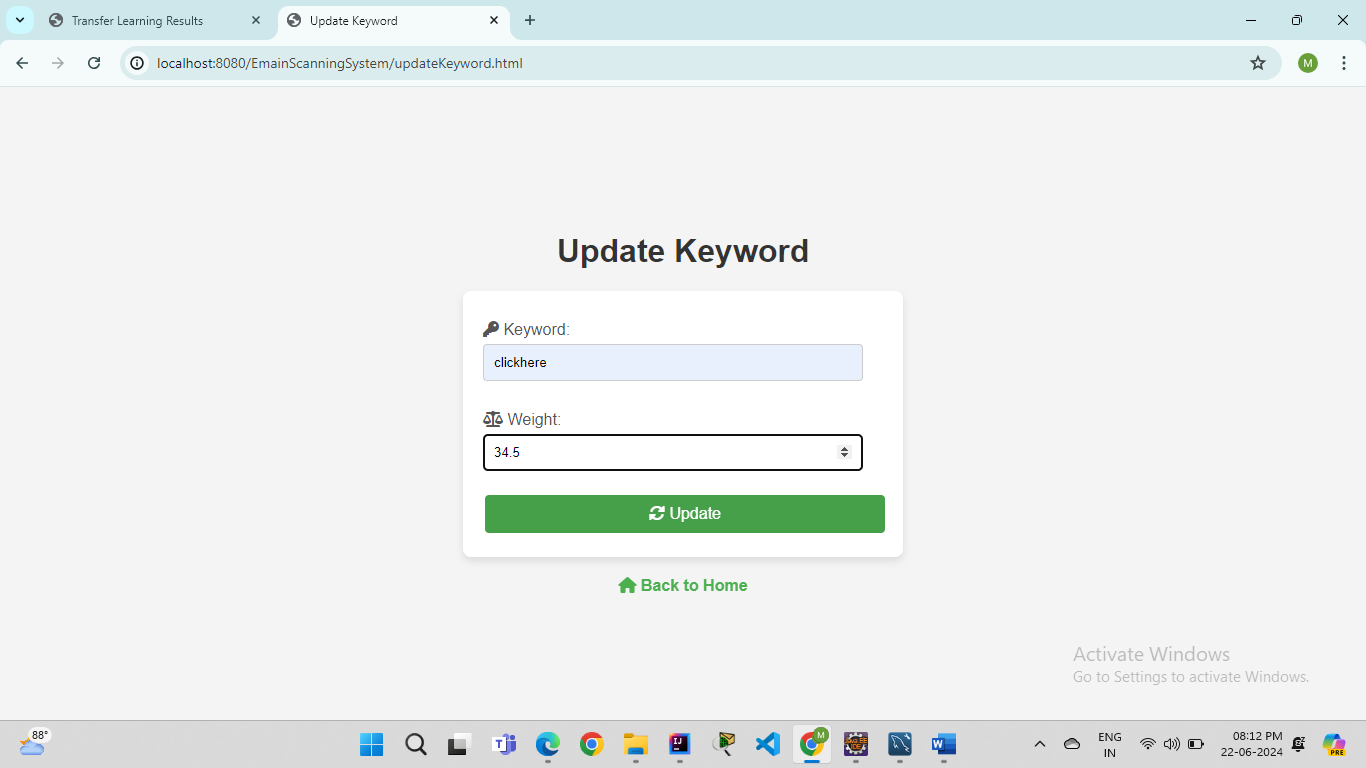 Transfer Learning Results
Update Keyword
localhost:8080/EmainScanningSystem/updateKeyword.html
M
Update Keyword
Keyword:
clickhere
Weight:
34.5
Update
Back to Home
Activate Windows
Go to Settings to activate Windows.
88°
M
ENG
IN
08:12 PM
22-06-2024
PRE